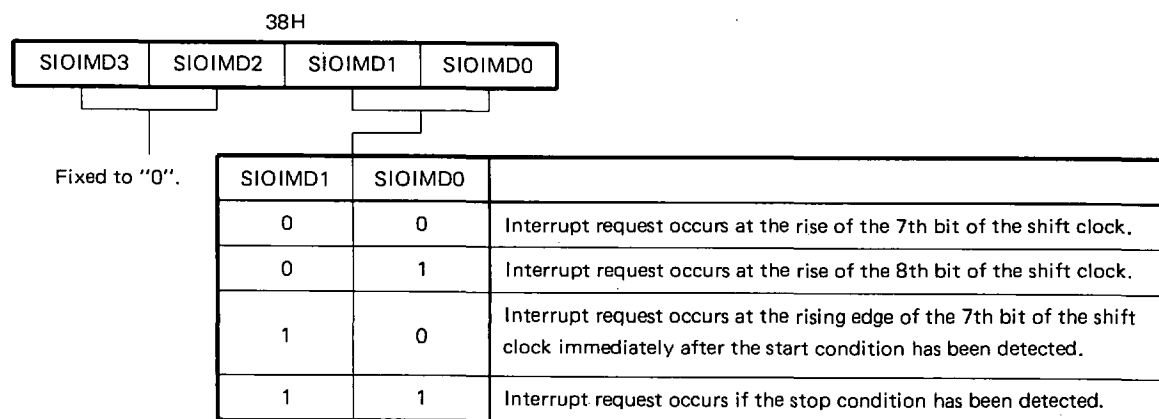 38H
SIOIMD3 SIOIMD2 SIOIMD1 SIOIMD0
Fixed to "0".
SIOIMD1 SIOIMD0
0 0 Interrupt request occurs at the rise of the 7th bit of the shift clock.
0 1 Interrupt request occurs at the rise of the 8th bit of the shift clock.
1 0 Interrupt request occurs at the rising edge of the 7th bit of the shift
clock immediately after the start condition has been detected.
1 1 Interrupt request occurs if the stop condition has been detected.